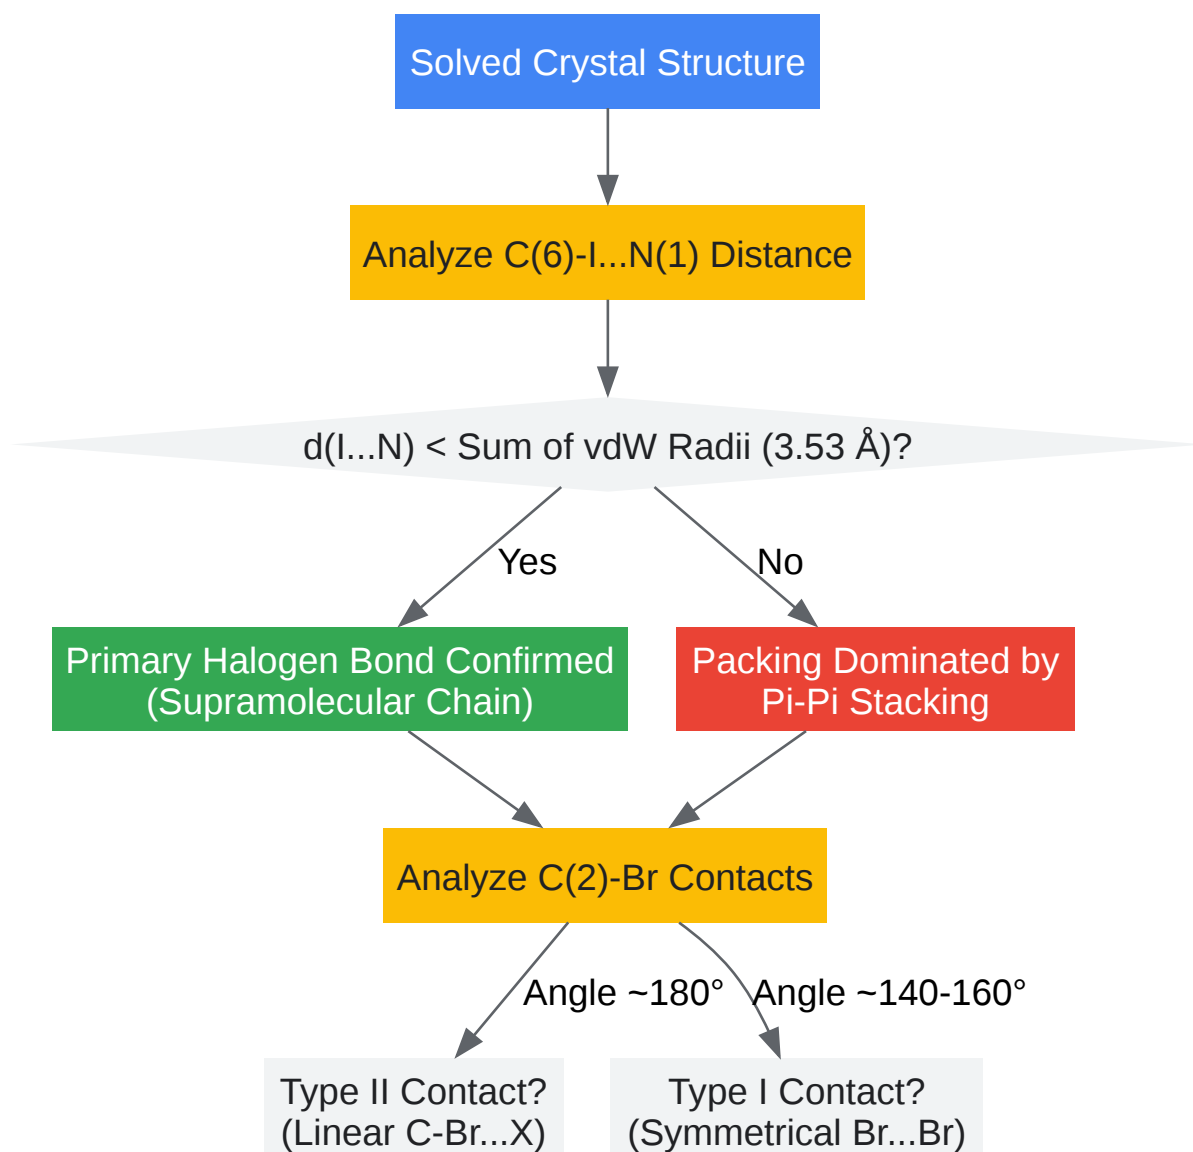 Solved Crystal Structure
Analyze C(6)-I...N(1) Distance
d(I...N) < Sum of vdW Radii (3.53 Å)?
Yes
No
Primary Halogen Bond Confirmed
(Supramolecular Chain)
Packing Dominated by
Pi-Pi Stacking
Analyze C(2)-Br Contacts
Angle ~180°
Angle ~140-160°
Type II Contact?
(Linear C-Br...X)
Type I Contact?
(Symmetrical Br...Br)